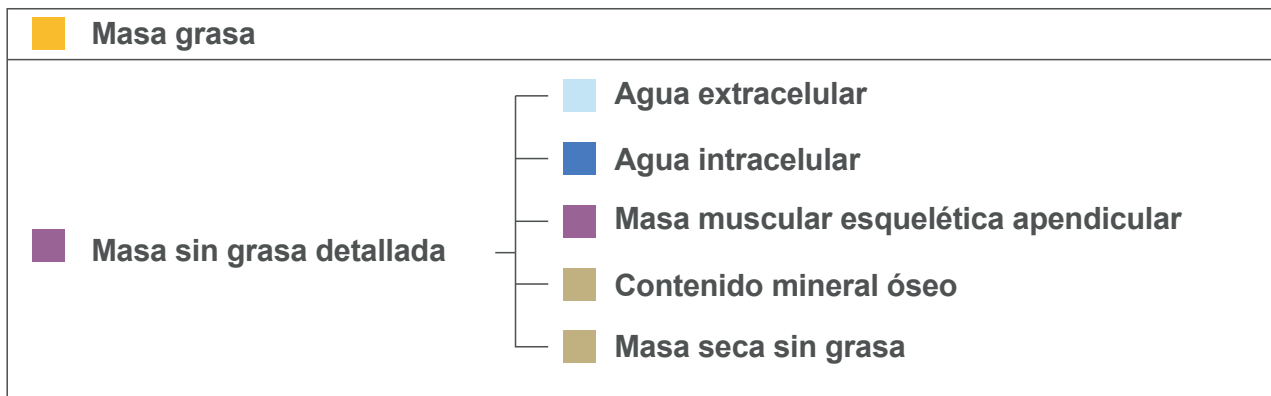 Masa grasa
Masa sin grasa detallada
Agua extracelular
Agua intracelular
Masa muscular esquelética apendicular
Contenido mineral óseo
Masa seca sin grasa